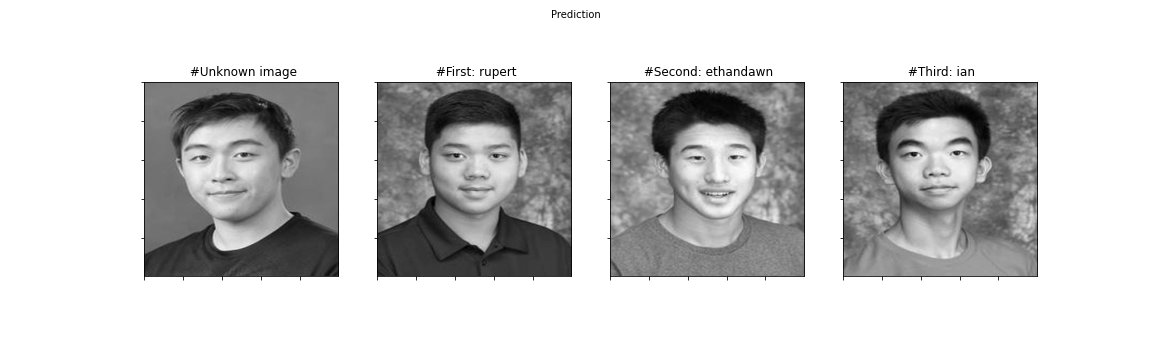 Prediction
#Unknown image
#First: rupert
#Second: ethandawn
#Third: ian